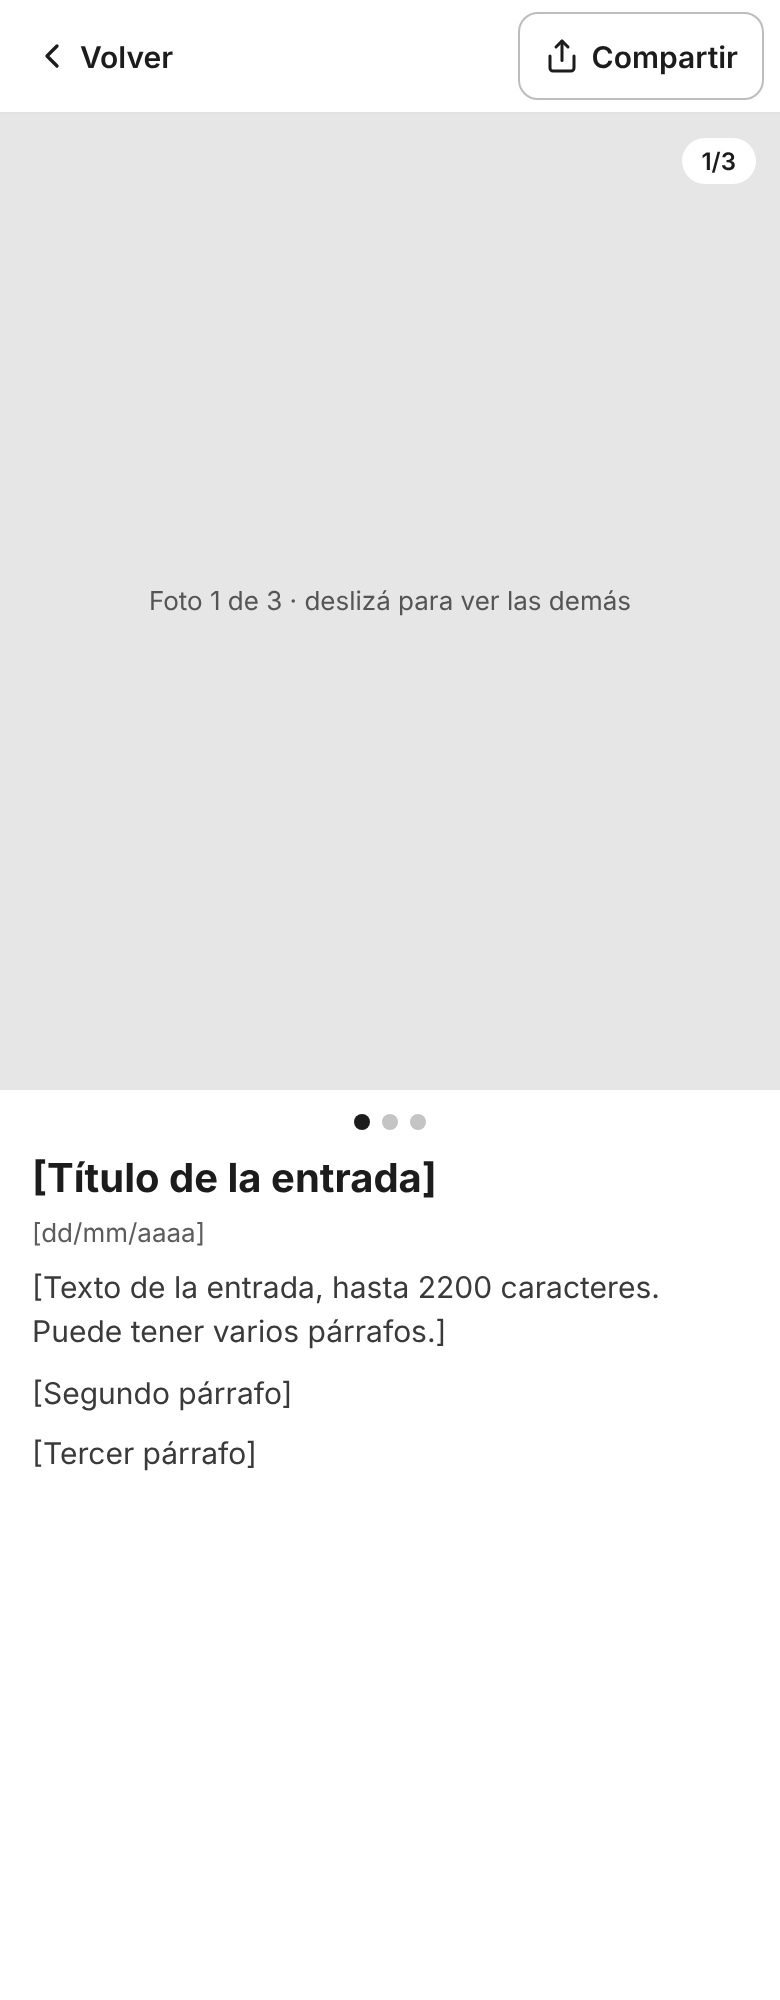 Volver
Compartir
1/3
Foto 1 de 3 · deslizá para ver las demás
[Título de la entrada]
[dd/mm/aaaa]
[Texto de la entrada, hasta 2200 caracteres.
Puede tener varios párrafos.]
[Segundo párrafo]
[Tercer párrafo]